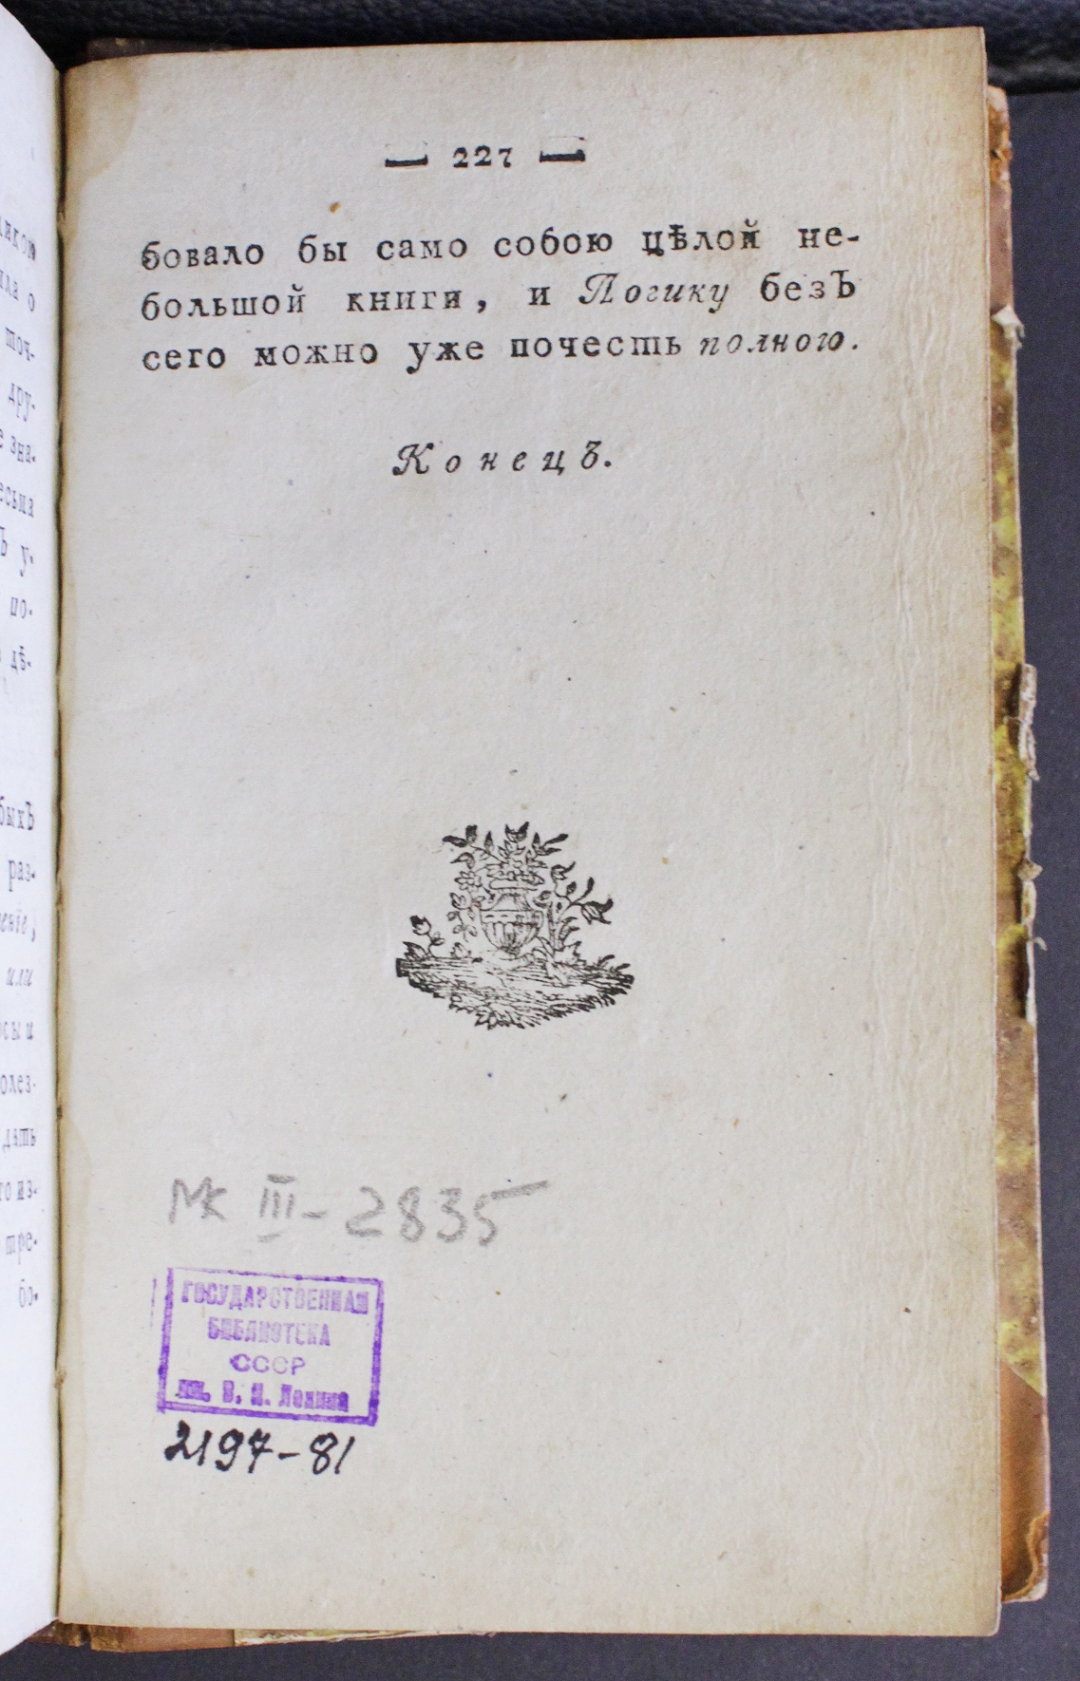 — 227 —
бовало бы само собою цѣлой не-
большой книги, и Логику безъ
сего можно уже почесть полною.
Конецъ.
МК III-2835
ГОСУДАРСТВЕННАЯ
БИБЛИОТЕКА
СССР
им. В. И. Ленина
2197-81